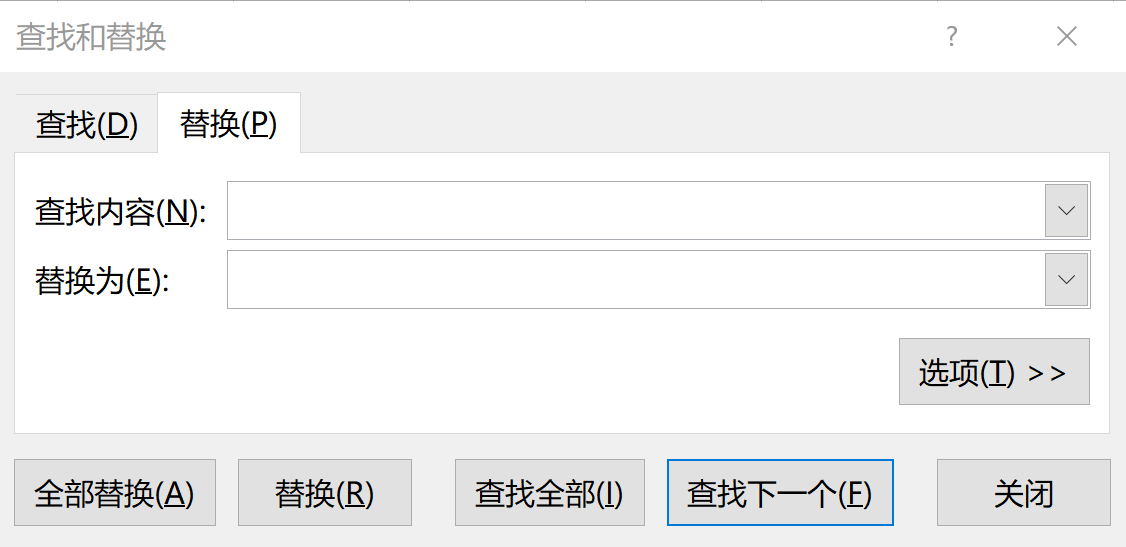 查找和替换 ?
查找(D) 替换(P)
查找内容(N):
替换为(E):
选项(T) >>
全部替换(A) 替换(R) 查找全部(I) 查找下一个(F) 关闭